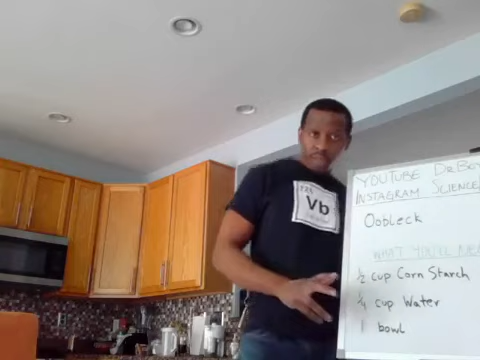 YOUTUBE DRBO
INSTAGRAM SCIENCE
Oobleck
WHAT YOU'LL NEE
1/2 cup Corn Starch
1/4 cup Water
1 bowl
Vb